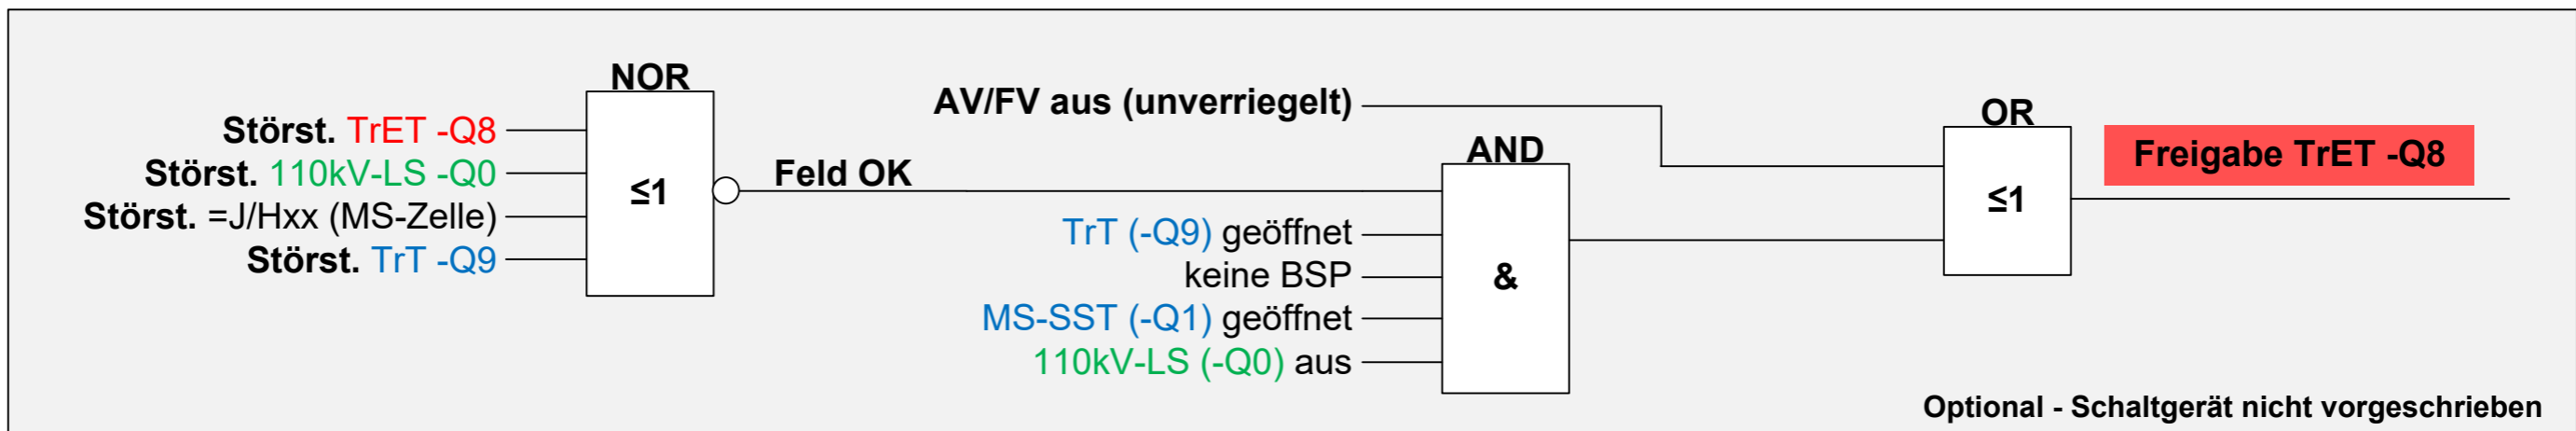 NOR
Störst. TrET -Q8
Störst. 110kV-LS -Q0
Störst. =J/Hxx (MS-Zelle)
Störst. TrT -Q9
≤1
Feld OK
AV/FV aus (unverriegelt)
AND
TrT (-Q9) geöffnet
keine BSP
MS-SST (-Q1) geöffnet
110kV-LS (-Q0) aus
&
OR
≤1
Freigabe TrET -Q8
Optional - Schaltgerät nicht vorgeschrieben